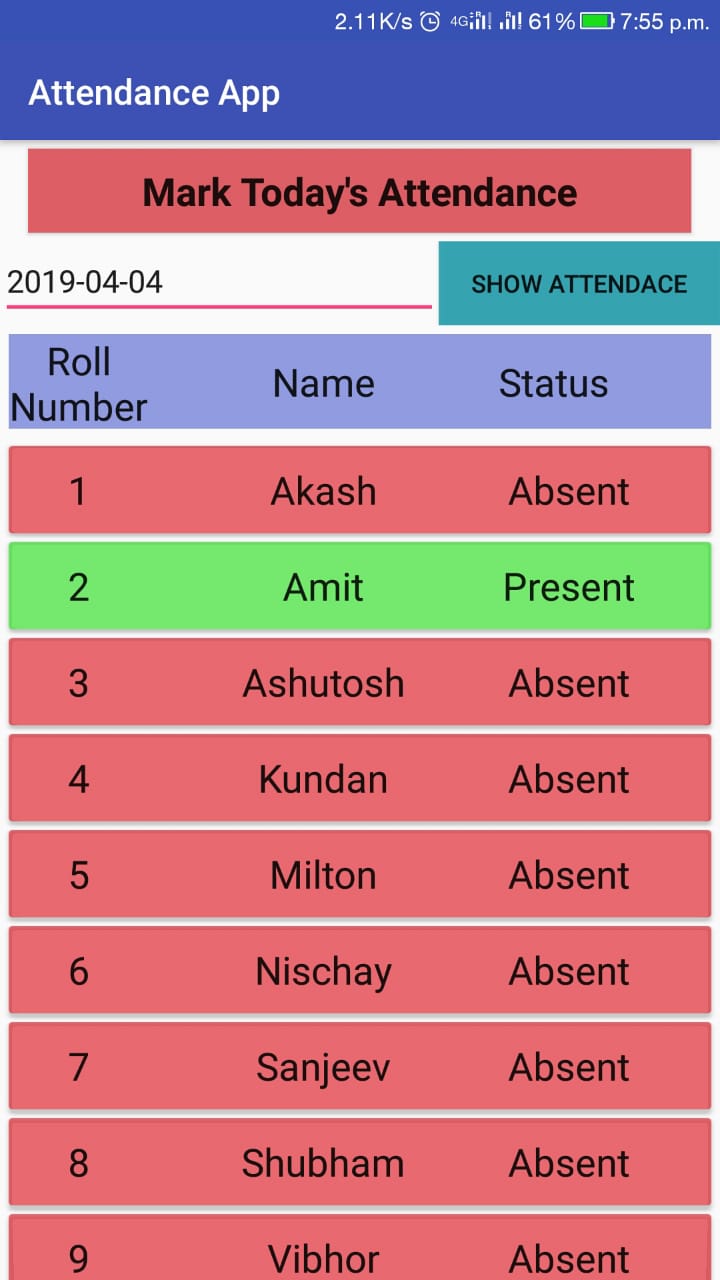 2.11K/s 4G R R 61% 7:55 p.m.
Attendance App
Mark Today's Attendance
2019-04-04 SHOW ATTENDACE
Roll
Number Name Status
1 Akash Absent
2 Amit Present
3 Ashutosh Absent
4 Kundan Absent
5 Milton Absent
6 Nischay Absent
7 Sanjeev Absent
8 Shubham Absent
9 Vibhor Absent